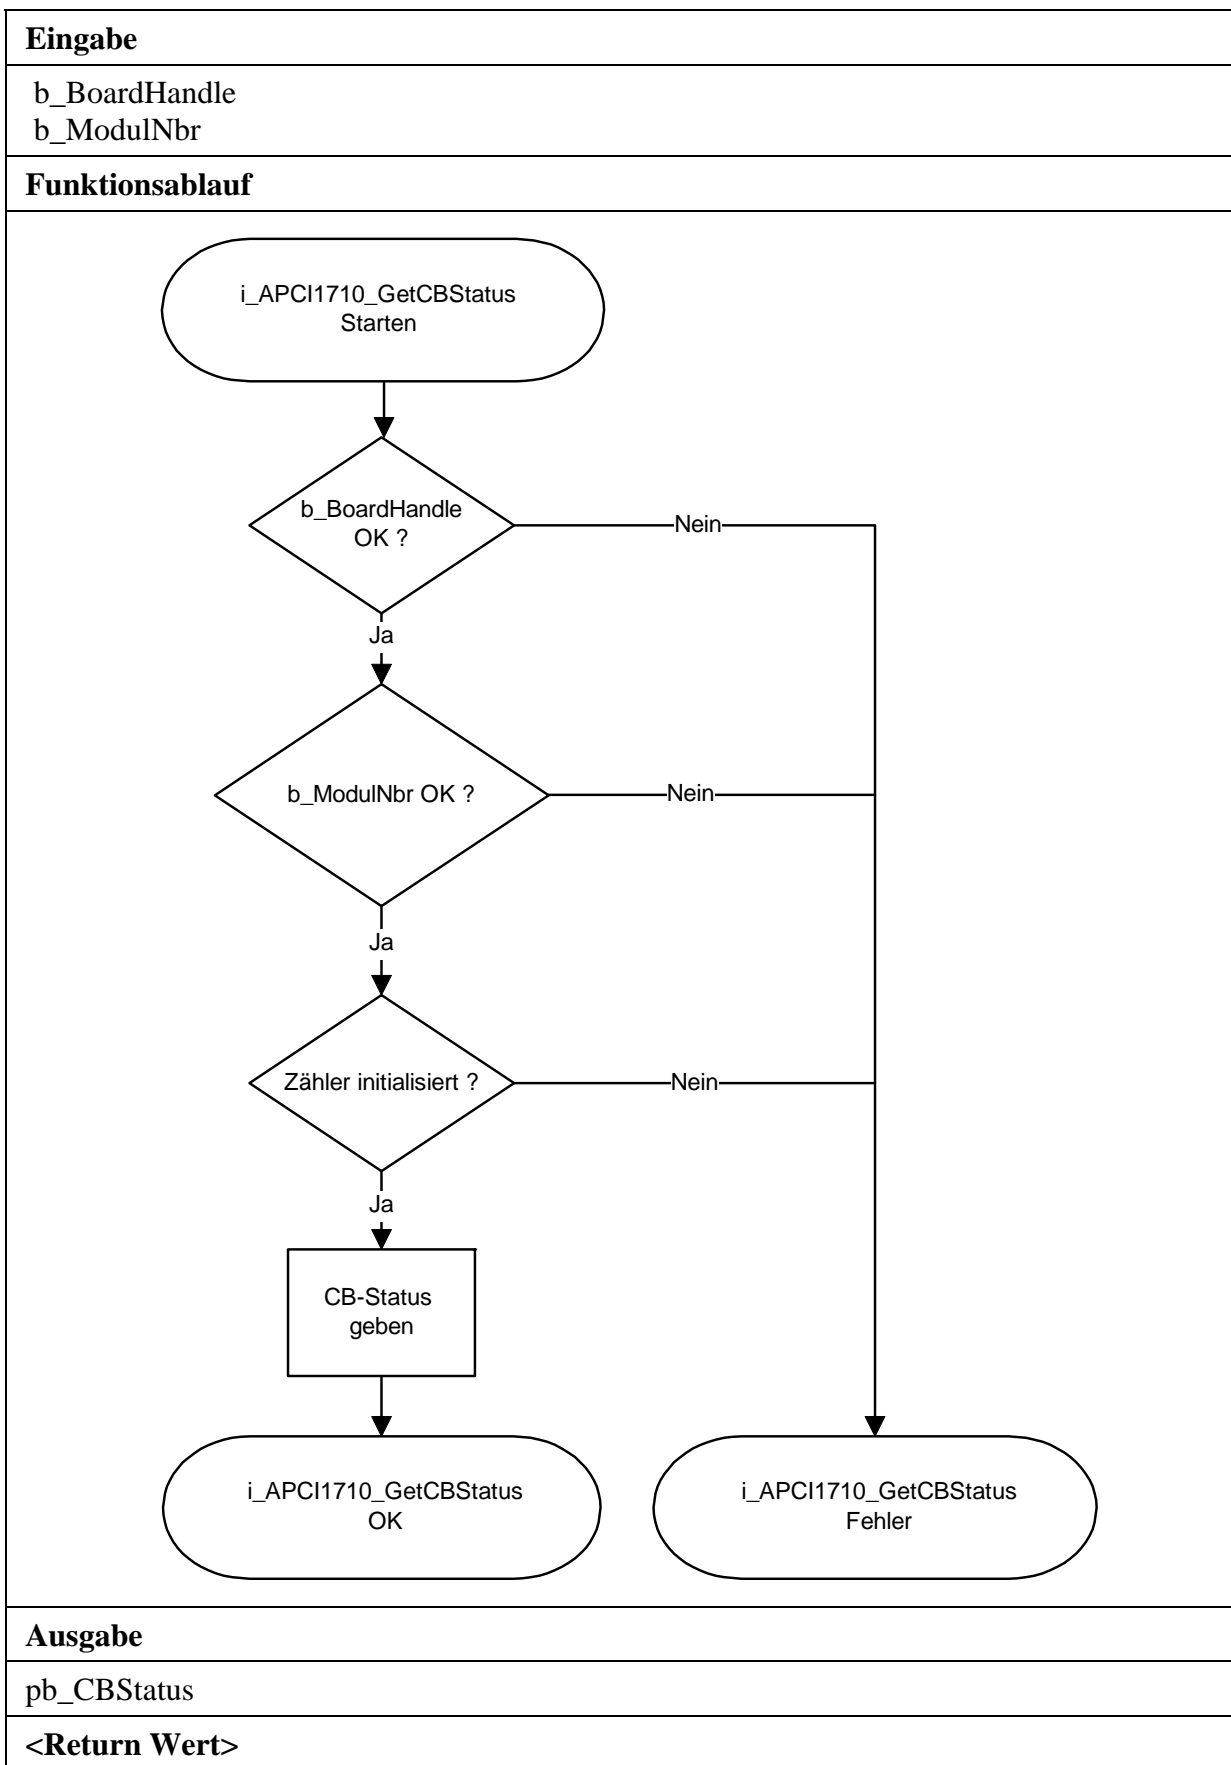 Eingabe
b_BoardHandle
b_ModulNbr
Funktionsablauf
i_APCI1710_GetCBStatus
Starten
b_BoardHandle
OK ?
Nein
Ja
b_ModulNbr OK ?
Nein
Ja
Zähler initialisiert ?
Nein
Ja
CB-Status
geben
i_APCI1710_GetCBStatus
OK
i_APCI1710_GetCBStatus
Fehler
Ausgabe
pb_CBStatus
<Return Wert>